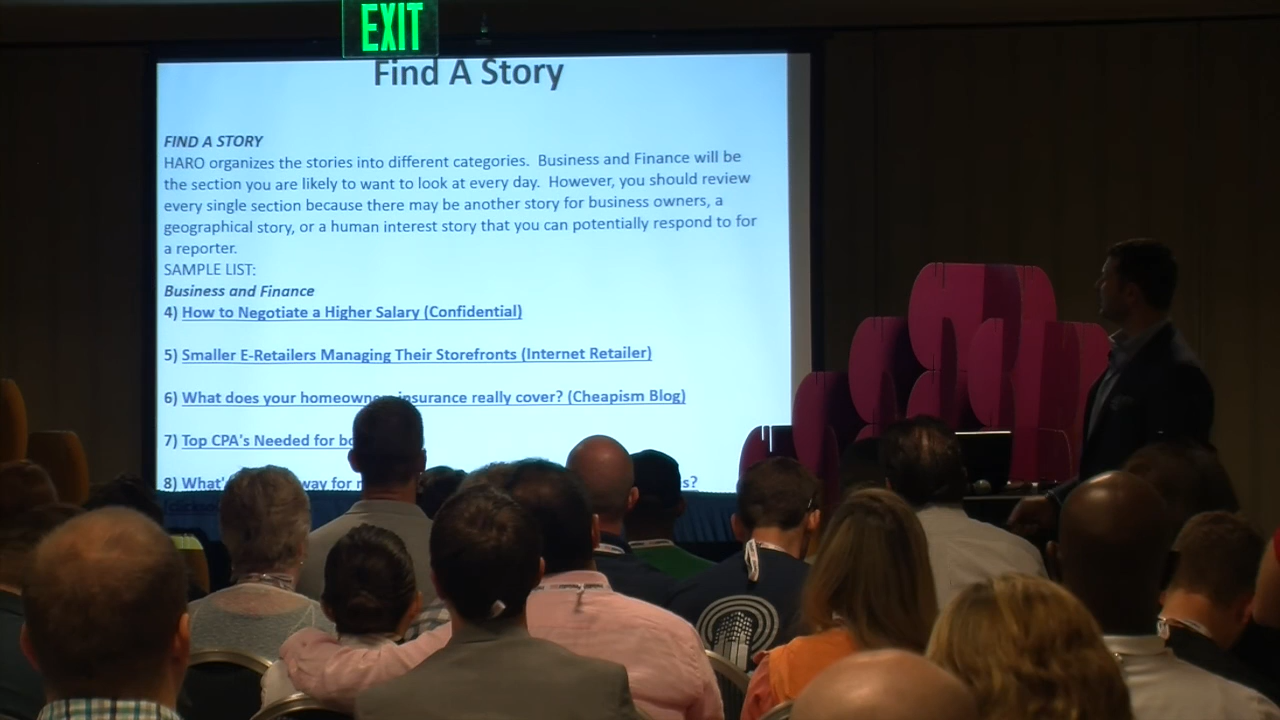 EXIT
Find A Story
FIND A STORY
HARO organizes the stories into different categories. Business and Finance will be
the section you are likely to want to look at every day. However, you should review
every single section because there may be another story for business owners, a
geographical story, or a human interest story that you can potentially respond to for
a reporter.
SAMPLE LIST:
Business and Finance
4) How to Negotiate a Higher Salary (Confidential)
5) Smaller E-Retailers Managing Their Storefronts (Internet Retailer)
6) What does your homeowners insurance really cover? (Cheapism Blog)
7) Top CPA's Needed for
8) way for